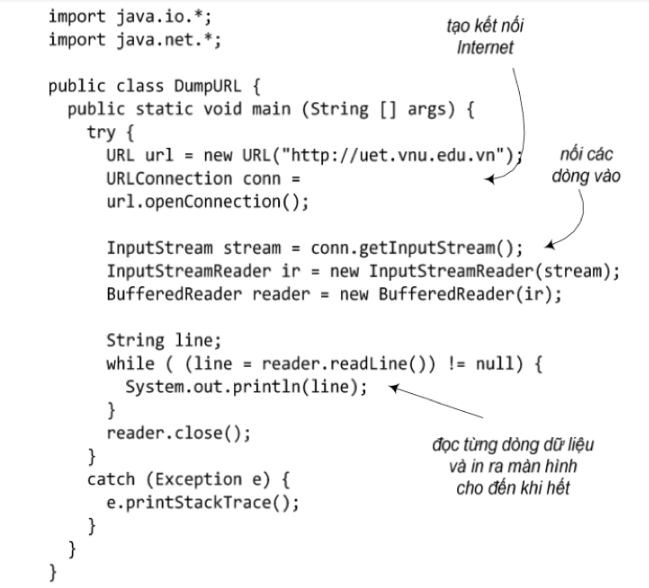 import java.io.*;
import java.net.*;
tạo kết nối
Internet
public class DumpURL {
public static void main (String [] args) {
try {
URL url = new URL("http://uet.vnu.edu.vn");
URLConnection conn =
url.openConnection();
nối các
dòng vào
InputStream stream = conn.getInputStream();
InputStreamReader ir = new InputStreamReader(stream);
BufferedReader reader = new BufferedReader(ir);
String line;
while ( (line = reader.readLine()) != null) {
System.out.println(line);
}
reader.close();
đọc từng dòng dữ liệu
và in ra màn hình
cho đến khi hết
}
catch (Exception e) {
e.printStackTrace();
}
}
}